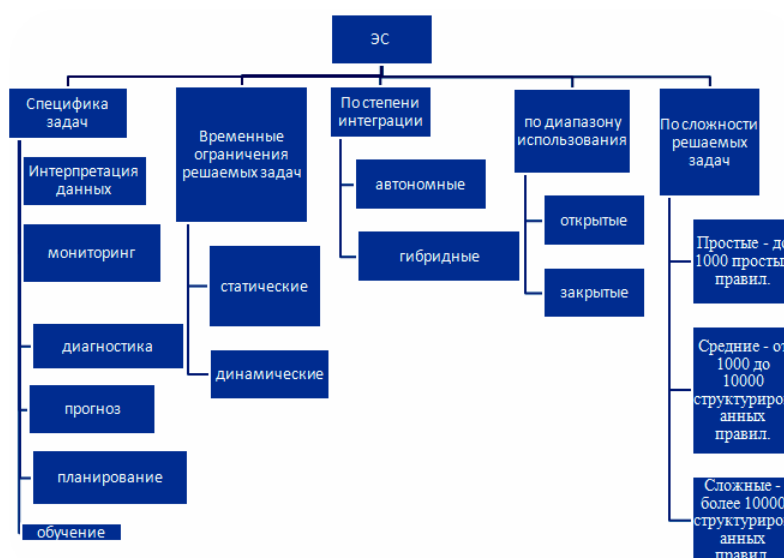 ЭС
Специфика
задач
Интерпретация
данных
мониторинг
диагностика
прогноз
планирование
обучение
Временные
ограничения
решаемых задач
статические
динамические
По степени
интеграции
автономные
гибридные
по диапазону
использования
открытые
закрытые
По сложности
решаемых
задач
Простые - до
1000 простых
правил.
Средние - от
1000 до
10000
структуриров
анных
правил.
Сложные -
более 10000
структуриров
анных
правил.